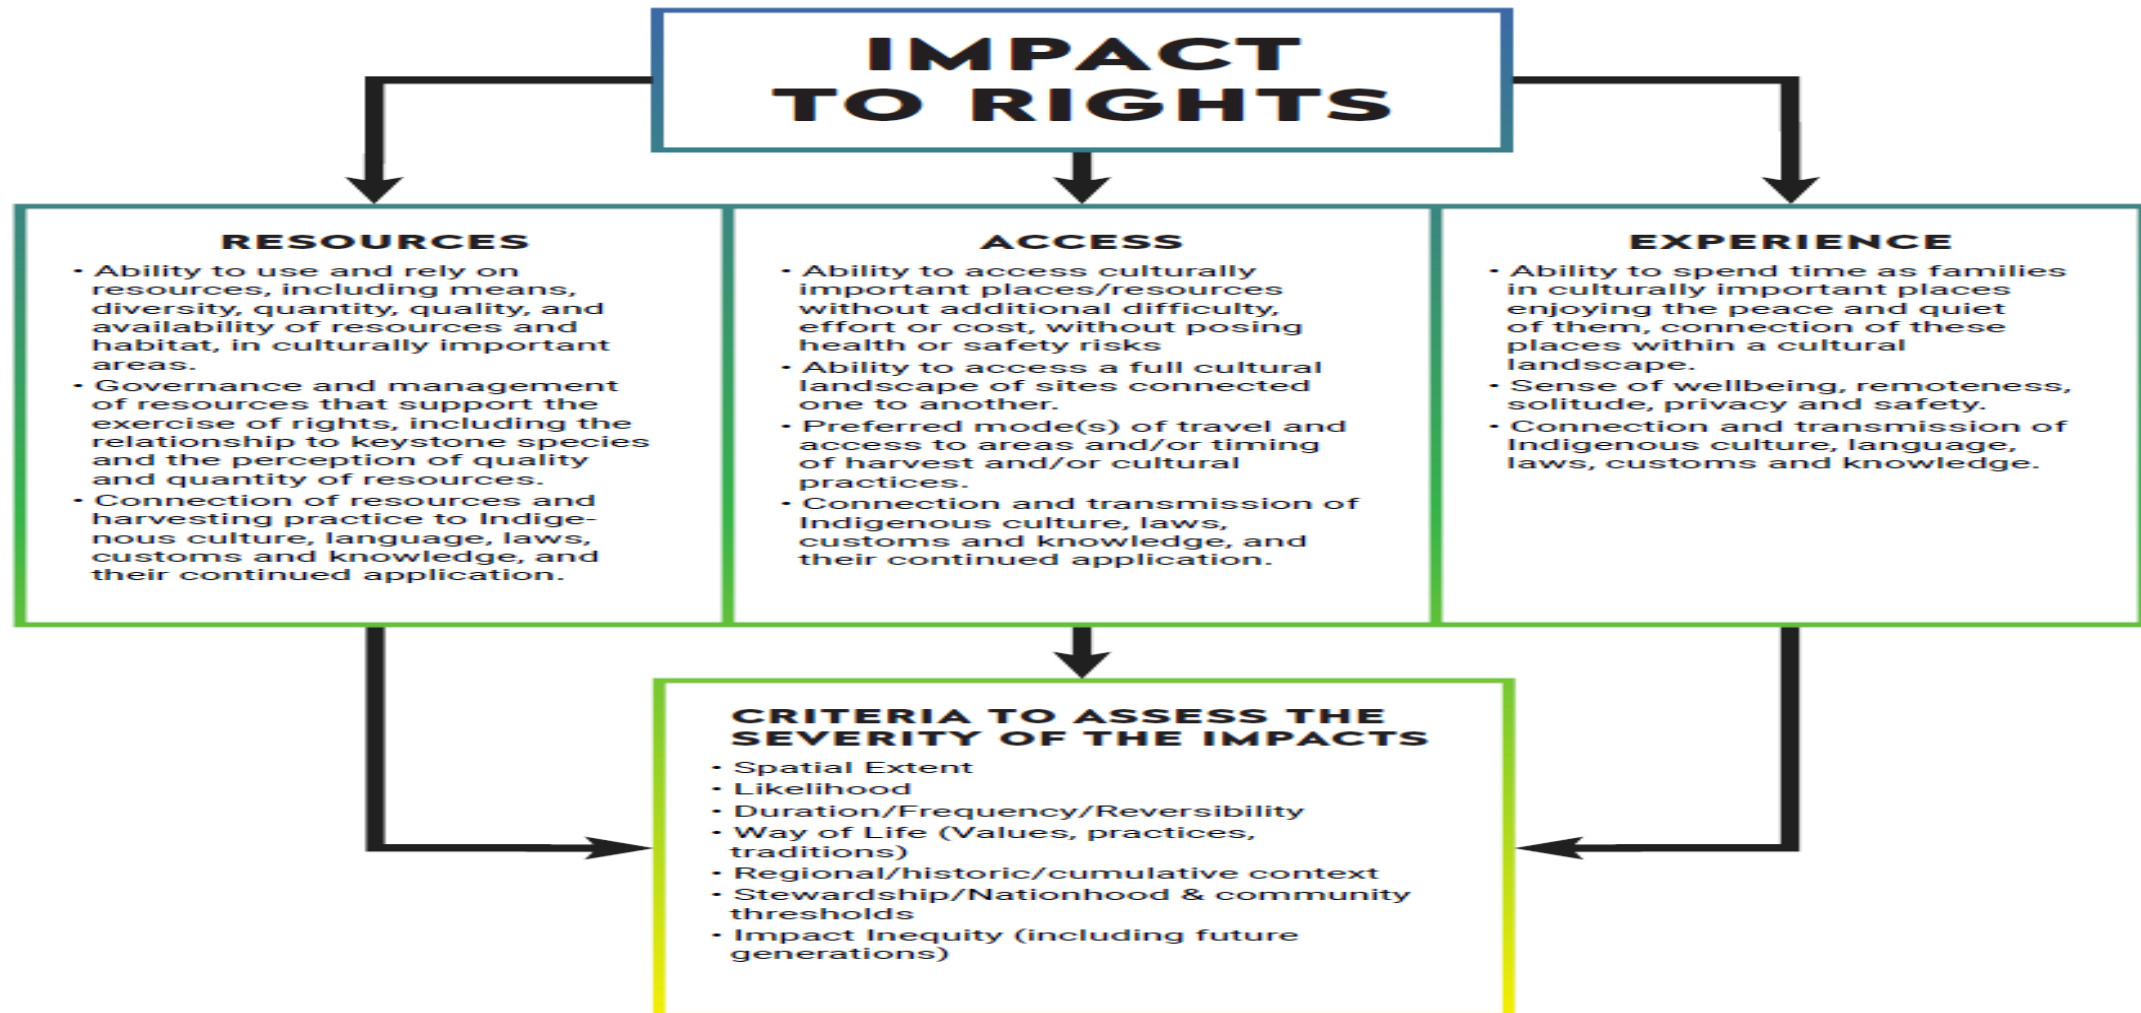 IMPACT
TO RIGHTS
RESOURCES
• Ability to use and rely on
resources, including means,
diversity, quantity, quality, and
availability of resources and
habitat, in culturally important
areas.
• Governance and management
of resources that support the
exercise of rights, including the
relationship to keystone species
and the perception of quality
and quantity of resources.
• Connection of resources and
harvesting practice to Indige-
nous culture, language, laws,
customs and knowledge, and
their continued application.
ACCESS
• Ability to access culturally
important places/resources
without additional difficulty,
effort or cost, without posing
health or safety risks
• Ability to access a full cultural
landscape of sites connected
one to another.
• Preferred mode(s) of travel and
access to areas and/or timing
of harvest and/or cultural
practices.
• Connection and transmission of
Indigenous culture, laws,
customs and knowledge, and
their continued application.
EXPERIENCE
• Ability to spend time as families
in culturally important places
enjoying the peace and quiet
of them, connection of these
places within a cultural
landscape.
• Sense of wellbeing, remoteness,
solitude, privacy and safety.
• Connection and transmission of
Indigenous culture, language,
laws, customs and knowledge.
CRITERIA TO ASSESS THE
SEVERITY OF THE IMPACTS
• Spatial Extent
• Likelihood
• Duration/Frequency/Reversibility
• Way of Life (Values, practices,
traditions)
• Regional/historic/cumulative context
• Stewardship/Nationhood & community
thresholds
• Impact Inequity (including future
generations)